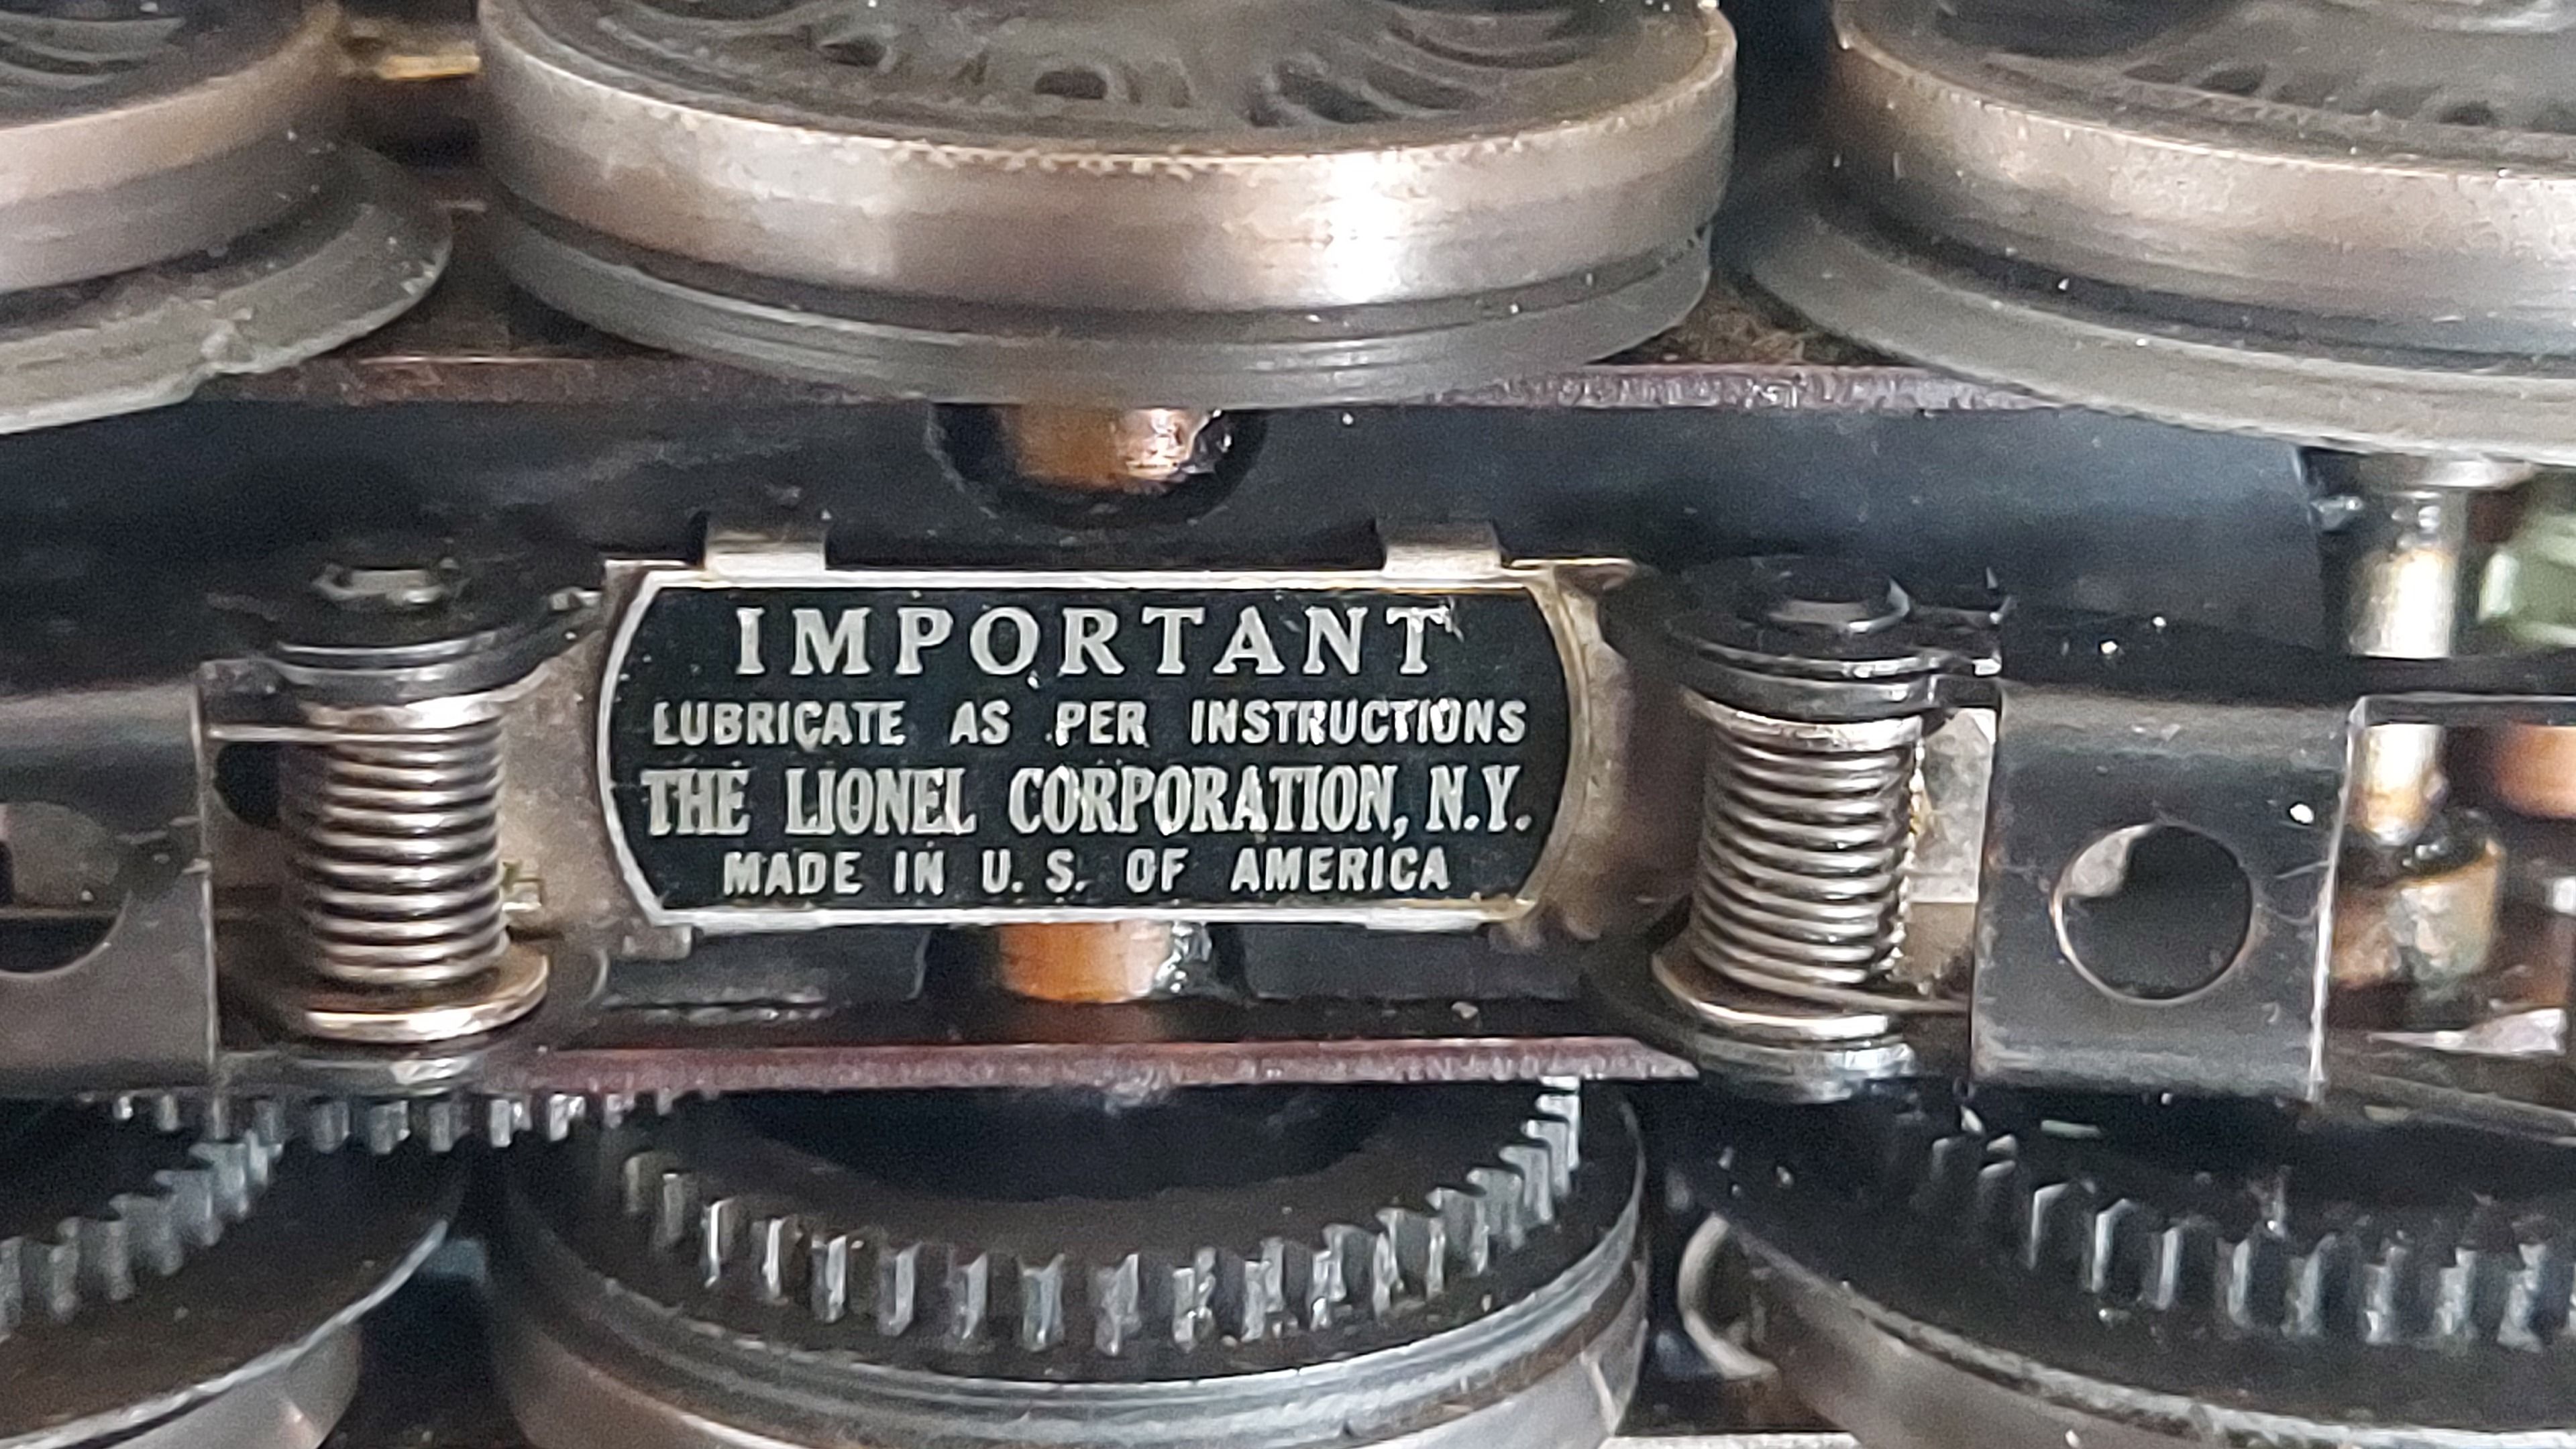 IMPORTANT
LUBRICATE AS PER INSTRUCTIONS
THE LIONEL CORPORATION, N.Y.
MADE IN U. S. OF AMERICA